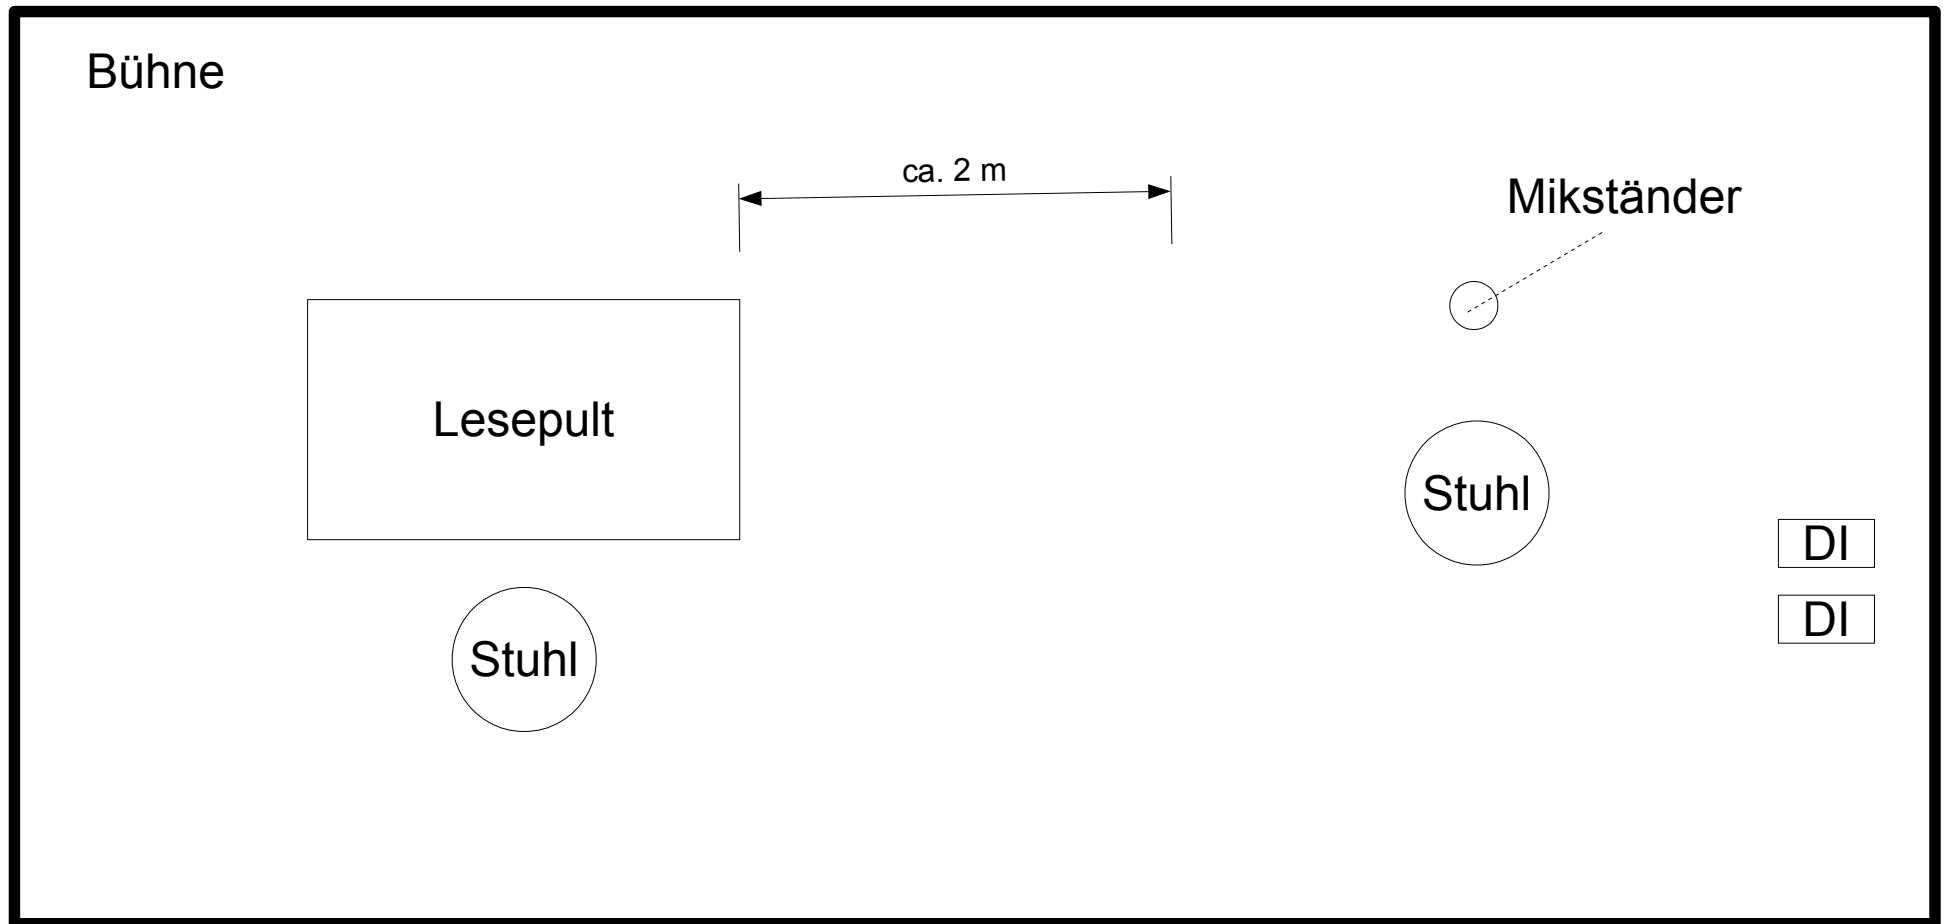 Bühne
ca. 2 m
Mikständer
Lesepult
Stuhl
DI
DI
Stuhl